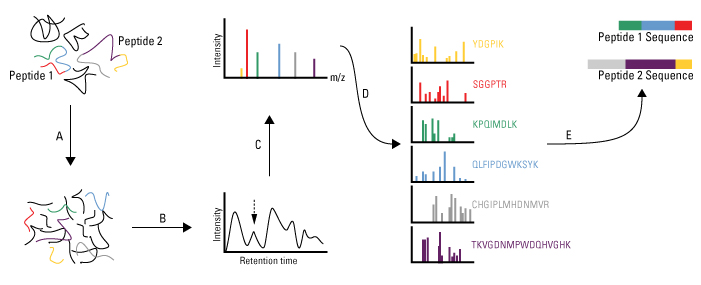 Peptide 2
Peptide 1
A
B
Intensity
Retention time
C
Intensity
m/z
D
YDGPIK
SGGPTR
KPQIMDLK
QLFIPDGWKSYK
CHGIPLMHDNMVR
TKVGDNMPWDQHVGHK
E
Peptide 1 Sequence
Peptide 2 Sequence